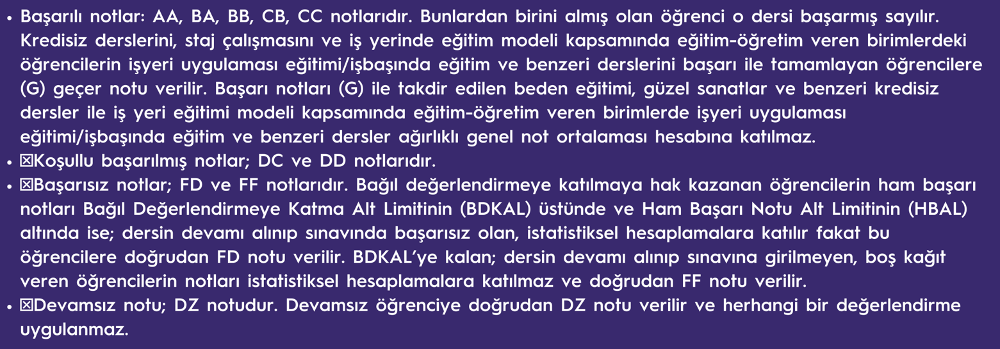 • Başarılı notlar: AA, BA, BB, CB, CC notlarıdır. Bunlardan birini almış olan öğrenci o dersi başarmış sayılır.
Kredisiz derslerini, staj çalışmasını ve iş yerinde eğitim modeli kapsamında eğitim-öğretim veren birimlerdeki
öğrencilerin işyeri uygulaması eğitimi/işbaşında eğitim ve benzeri derslerini başarı ile tamamlayan öğrencilere
(G) geçer notu verilir. Başarı notları (G) ile takdir edilen beden eğitimi, güzel sanatlar ve benzeri kredisiz
dersler ile iş yeri eğitimi modeli kapsamında eğitim-öğretim veren birimlerde işyeri uygulaması
eğitimi/işbaşında eğitim ve benzeri dersler ağırlıklı genel not ortalaması hesabına katılmaz.
• ☒Koşullu başarılmış notlar; DC ve DD notlarıdır.
• ☒Başarısız notlar; FD ve FF notlarıdır. Bağıl değerlendirmeye katılmaya hak kazanan öğrencilerin ham başarı
notları Bağıl Değerlendirmeye Katma Alt Limitinin (BDKAL) üstünde ve Ham Başarı Notu Alt Limitinin (HBAL)
altında ise; dersin devamı alınıp sınavında başarısız olan, istatistiksel hesaplamalara katılır fakat bu
öğrencilere doğrudan FD notu verilir. BDKAL’ye kalan; dersin devamı alınıp sınavına girilmeyen, boş kağıt
veren öğrencilerin notları istatistiksel hesaplamalara katılmaz ve doğrudan FF notu verilir.
• ☒Devamsız notu; DZ notudur. Devamsız öğrenciye doğrudan DZ notu verilir ve herhangi bir değerlendirme
uygulanmaz.